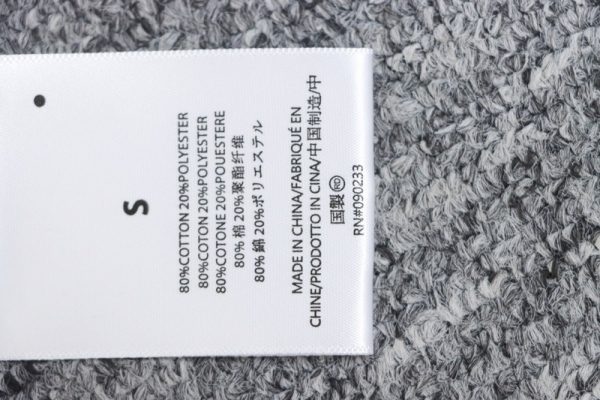 S
80%COTTON 20%POLYESTER
80%COTON 20%POLYESTER
80%COTONE 20%POUESTERE
80% 棉 20%聚酯纤维
80% 綿 20%ポリエステル
MADE IN CHINA/FABRIQUÉ EN
CHINE/PRODOTTO IN CINA/中国制造/中
国製
RN#090233